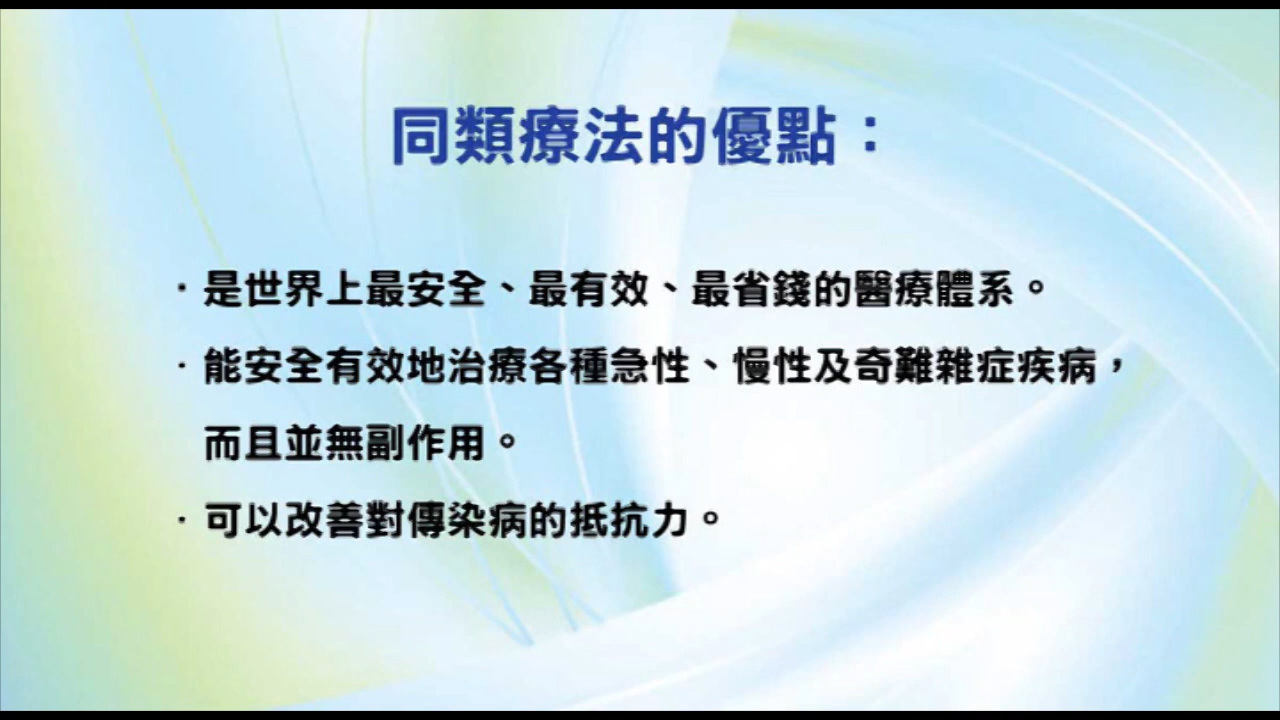 同類療法的優點：
·是世界上最安全、最有效、最省錢的醫療體系。
·能安全有效地治療各種急性、慢性及奇難雜症疾病，
而且並無副作用。
·可以改善對傳染病的抵抗力。